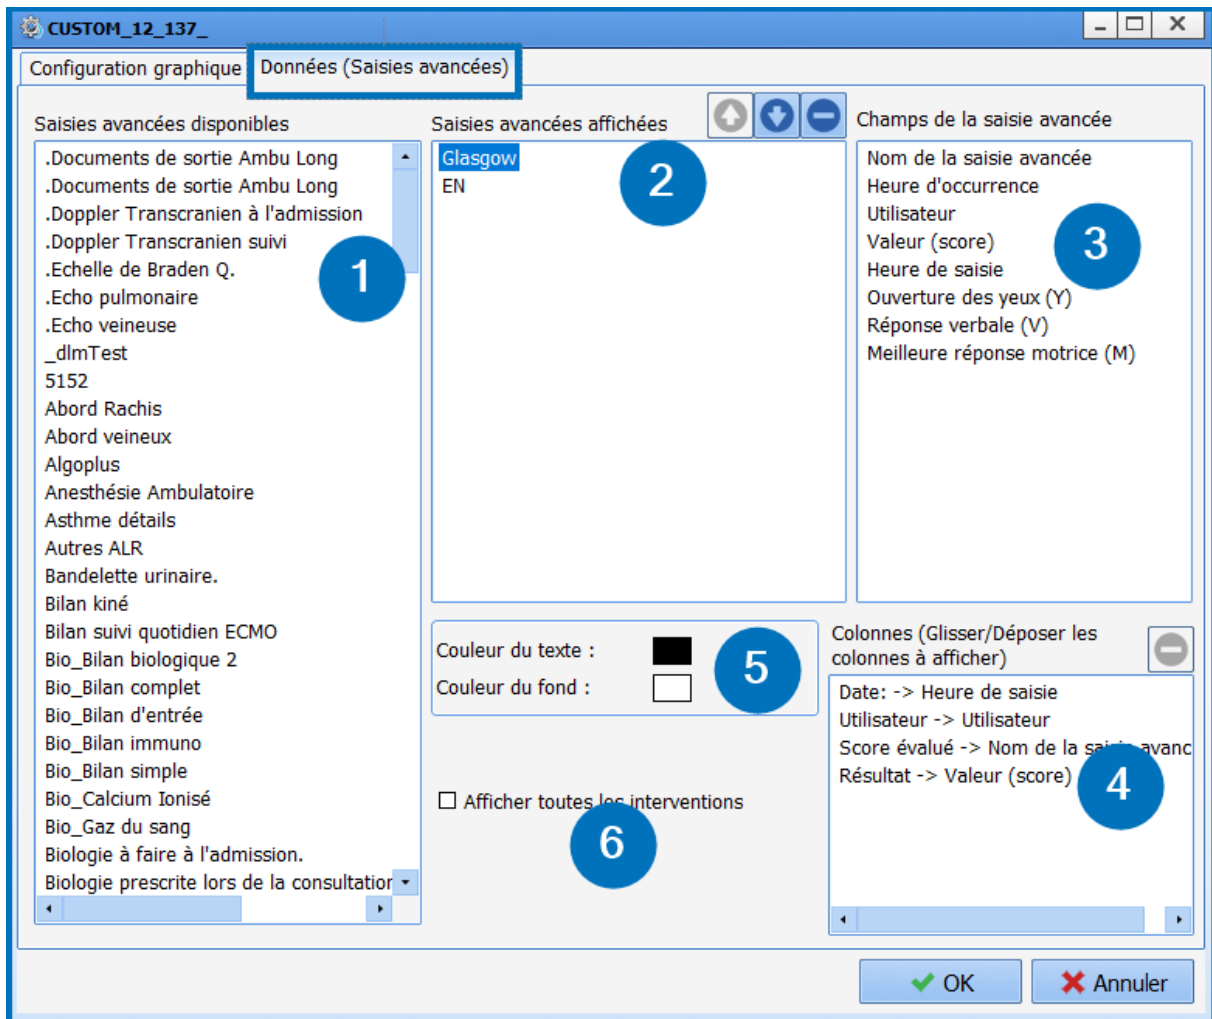 CUSTOM_12_137_
Configuration graphique
Données (Saisies avancées)
Saisies avancées disponibles
.Documents de sortie Ambu Long
.Documents de sortie Ambu Long
.Doppler Transcranien à l'admission
.Doppler Transcranien suivi
.Echelle de Braden Q.
.Echo pulmonaire
.Echo veineuse
_dlmTest
5152
Abord Rachis
Abord veineux
Algoplus
Anesthésie Ambulatoire
Asthme détails
Autres ALR
Bandelette urinaire.
Bilan kiné
Bilan suivi quotidien ECMO
Bio_Bilan biologique 2
Bio_Bilan complet
Bio_Bilan d'entrée
Bio_Bilan immuno
Bio_Bilan simple
Bio_Calcium Ionisé
Bio_Gaz du sang
Biologie à faire à l'admission.
Biologie prescrite lors de la consultation
1
Saisies avancées affichées
Glasgow
EN
2
Champs de la saisie avancée
Nom de la saisie avancée
Heure d'occurrence
Utilisateur
Valeur (score)
Heure de saisie
Ouverture des yeux (Y)
Réponse verbale (V)
Meilleure réponse motrice (M)
3
Couleur du texte :
Couleur du fond :
5
Afficher toutes les interventions
6
Colonnes (Glisser/Déposer les
colonnes à afficher)
Date: -> Heure de saisie
Utilisateur -> Utilisateur
Score évalué -> Nom de la saisie avanc
Résultat -> Valeur (score)
4
OK
Annuler